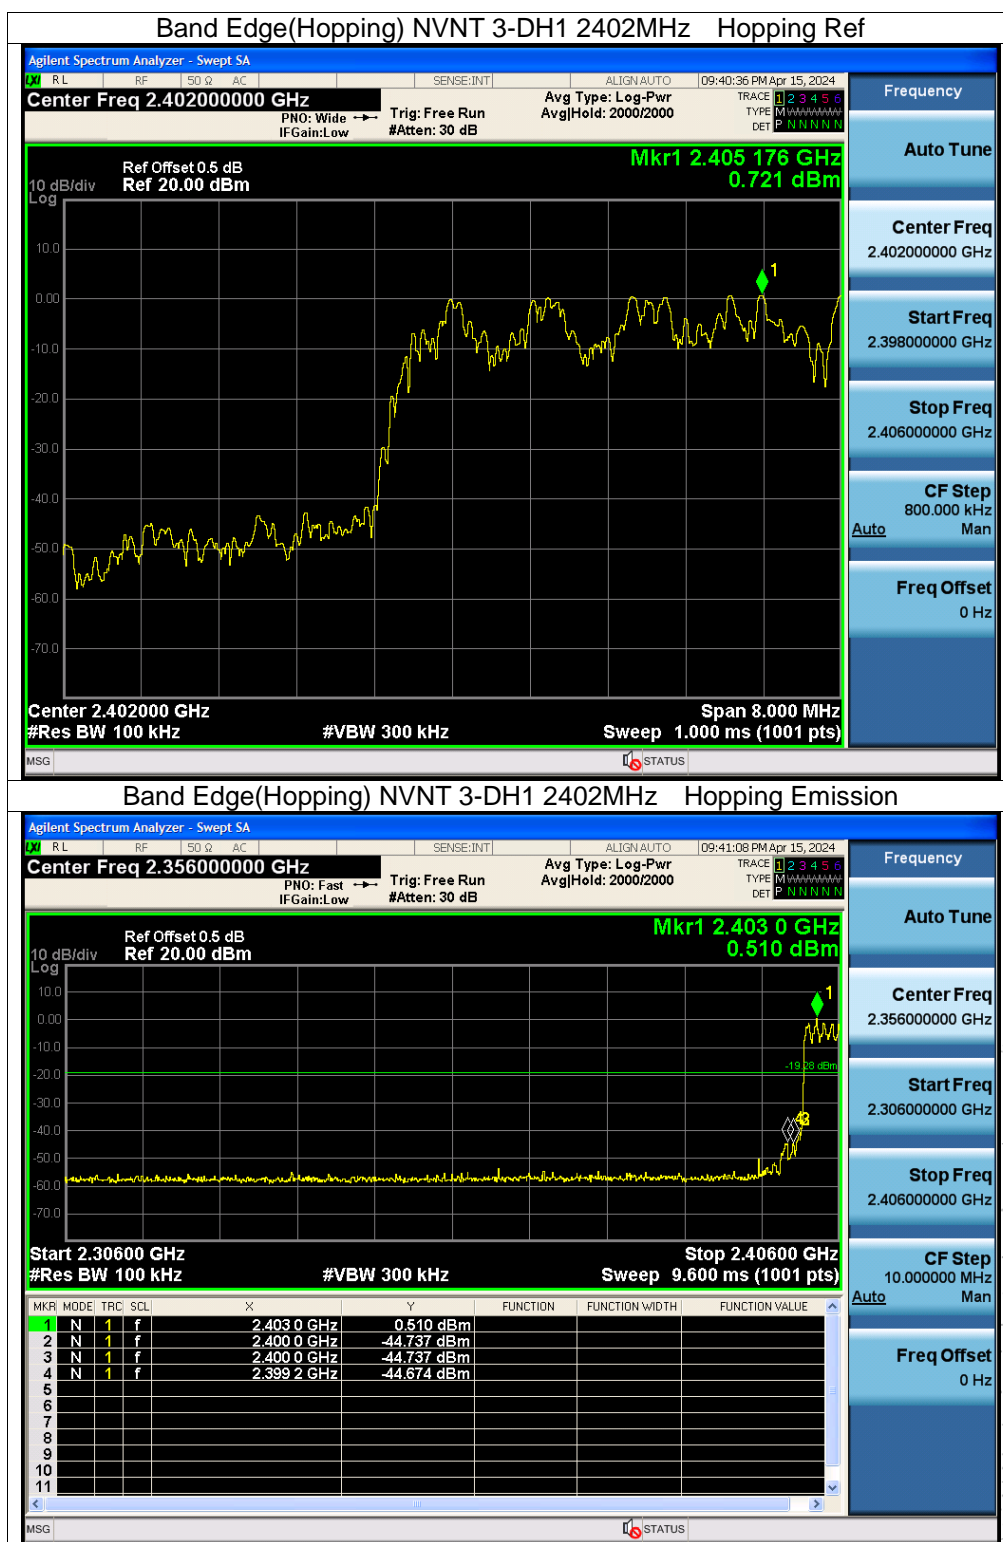 Band Edge(Hopping) NVNT 3-DH1 2402MHz Hopping Ref
Agilent Spectrum Analyzer - Swept SA
LXI RL RF 50 Ω AC SENSE:INT ALIGNAUTO 09:40:36 PM Apr 15, 2024
Center Freq 2.402000000 GHz
PNO: Wide
IFGain:Low
Trig: Free Run
#Atten: 30 dB
Avg Type: Log-Pwr
Avg|Hold: 2000/2000
TRACE 1 2 3 4 5 6
TYPE M
DET P N N N N N
Frequency
Auto Tune
Center Freq
2.402000000 GHz
Start Freq
2.398000000 GHz
Stop Freq
2.406000000 GHz
CF Step
800.000 kHz
Auto Man
Freq Offset
0 Hz
Mkr1 2.405 176 GHz
0.721 dBm
Ref Offset 0.5 dB
10 dB/div Ref 20.00 dBm
Log
10.0
0.00
-10.0
-20.0
-30.0
-40.0
-50.0
-60.0
-70.0
1
Center 2.402000 GHz Span 8.000 MHz
#Res BW 100 kHz #VBW 300 kHz Sweep 1.000 ms (1001 pts)
MSG STATUS
Band Edge(Hopping) NVNT 3-DH1 2402MHz Hopping Emission
Agilent Spectrum Analyzer - Swept SA
LXI RL RF 50 Ω AC SENSE:INT ALIGNAUTO 09:41:08 PM Apr 15, 2024
Center Freq 2.356000000 GHz
PNO: Fast
IFGain:Low
Trig: Free Run
#Atten: 30 dB
Avg Type: Log-Pwr
Avg|Hold: 2000/2000
TRACE 1 2 3 4 5 6
TYPE M
DET P N N N N N
Frequency
Auto Tune
Center Freq
2.356000000 GHz
Start Freq
2.306000000 GHz
Stop Freq
2.406000000 GHz
CF Step
10.000000 MHz
Auto Man
Freq Offset
0 Hz
Mkr1 2.403 0 GHz
0.510 dBm
Ref Offset 0.5 dB
10 dB/div Ref 20.00 dBm
Log
10.0
0.00
-10.0
-20.0
-30.0
-40.0
-50.0
-60.0
-70.0
1
-19.28 dBm
Start 2.30600 GHz Stop 2.40600 GHz
#Res BW 100 kHz #VBW 300 kHz Sweep 9.600 ms (1001 pts)
MKR MODE TRC SCL X Y FUNCTION FUNCTION WIDTH FUNCTION VALUE
1 N 1 f 2.403 0 GHz 0.510 dBm
2 N 1 f 2.400 0 GHz -44.737 dBm
3 N 1 f 2.400 0 GHz -44.737 dBm
4 N 1 f 2.399 2 GHz -44.674 dBm
5
6
7
8
9
10
11
MSG STATUS